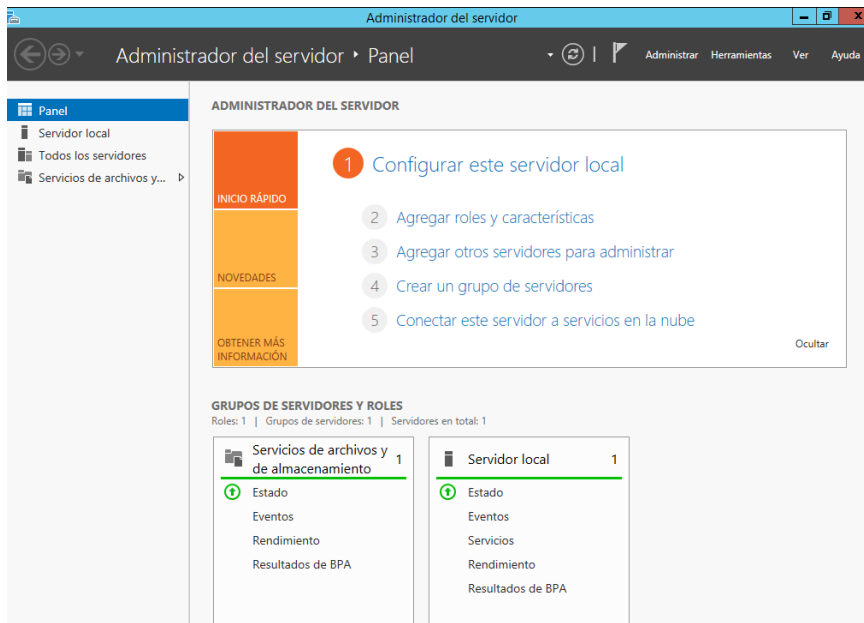 Administrador del servidor
Administrador del servidor ‣ Panel
Administrar Herramientas Ver Ayuda
Panel
Servidor local
Todos los servidores
Servicios de archivos y...
ADMINISTRADOR DEL SERVIDOR
INICIO RÁPIDO
NOVEDADES
OBTENER MÁS
INFORMACIÓN
1 Configurar este servidor local
2 Agregar roles y características
3 Agregar otros servidores para administrar
4 Crear un grupo de servidores
5 Conectar este servidor a servicios en la nube
Ocultar
GRUPOS DE SERVIDORES Y ROLES
Roles: 1 | Grupos de servidores: 1 | Servidores en total: 1
Servicios de archivos y
de almacenamiento 1
Estado
Eventos
Rendimiento
Resultados de BPA
Servidor local 1
Estado
Eventos
Servicios
Rendimiento
Resultados de BPA